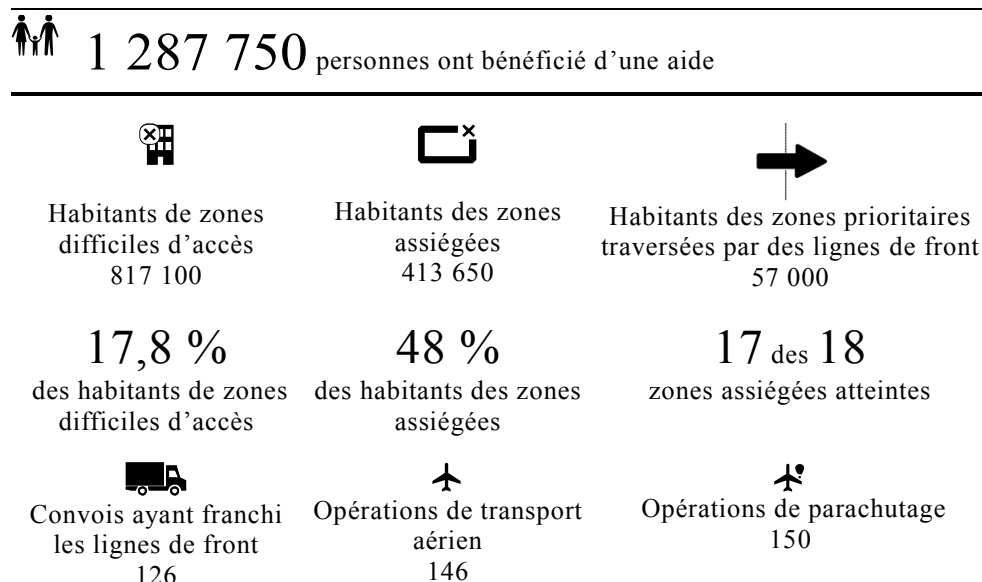 1 287 750 personnes ont bénéficié d'une aide
Habitants de zones
difficiles d'accès
817 100
Habitants des zones
assiégées
413 650
Habitants des zones prioritaires
traversées par des lignes de front
57 000
17,8 %
des habitants de zones
difficiles d'accès
48 %
des habitants des zones
assiégées
17 des 18
zones assiégées atteintes
Convois ayant franchi
les lignes de front
126
Opérations de transport
aérien
146
Opérations de parachutage
150